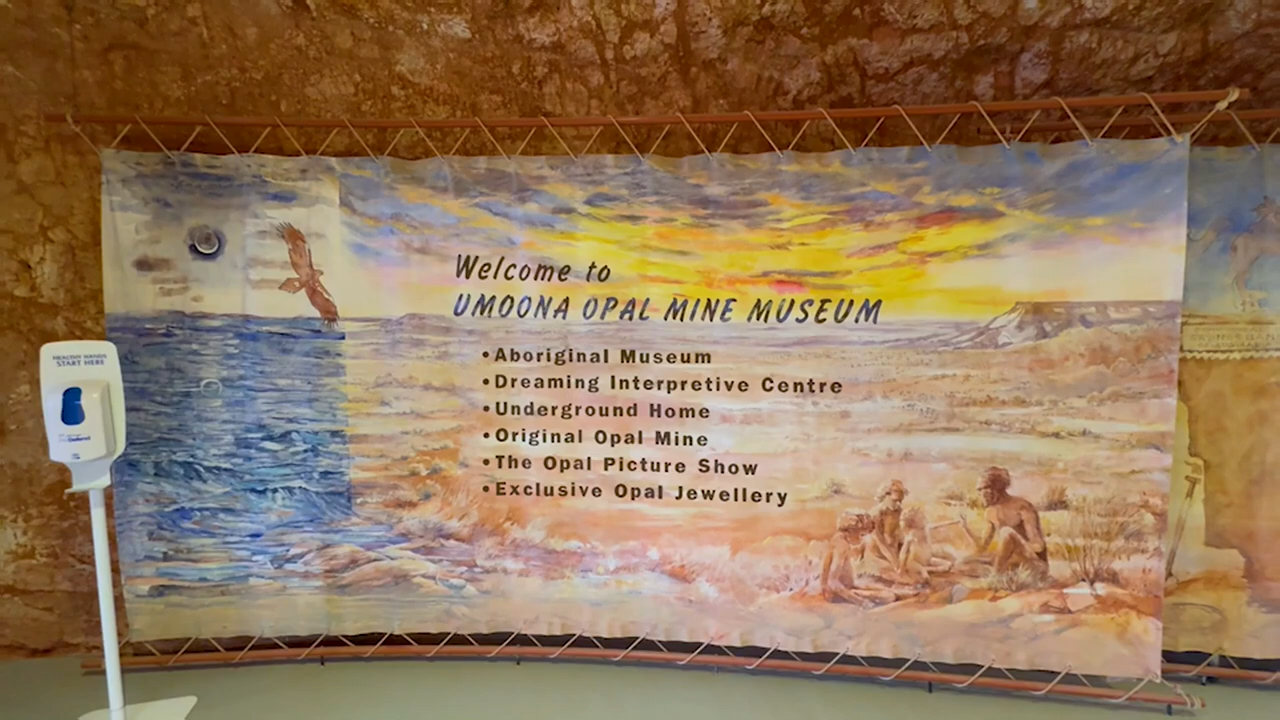 Welcome to
UMOONA OPAL MINE MUSEUM
•Aboriginal Museum
•Dreaming Interpretive Centre
•Underground Home
•Original Opal Mine
•The Opal Picture Show
•Exclusive Opal Jewellery
HEALTHY HANDS
START HERE